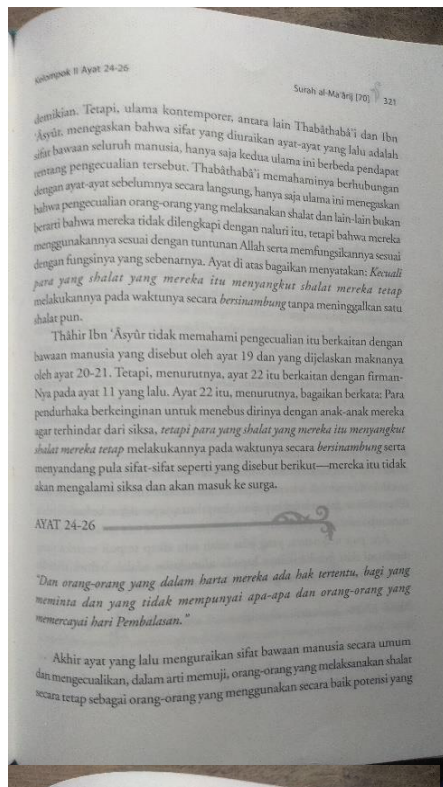 Kelompok II Ayat 24-26
Surah al-Ma'ârij [70]
321
demikian. Tetapi, ulama kontemporer, antara lain Thabâthabâ'i dan Ibn
'Âsyûr, menegaskan bahwa sifat yang diuraikan ayat-ayat yang lalu adalah
sifat bawaan seluruh manusia, hanya saja kedua ulama ini berbeda pendapat
tentang pengecualian tersebut. Thabâthabâ'i memahaminya berhubungan
dengan ayat-ayat sebelumnya secara langsung, hanya saja ulama ini menegaskan
bahwa pengecualian orang-orang yang melaksanakan shalat dan lain-lain bukan
berarti bahwa mereka tidak dilengkapi dengan naluri itu, tetapi bahwa mereka
menggunakannya sesuai dengan tuntunan Allah serta memfungsikannya sesuai
dengan fungsinya yang sebenarnya. Ayat di atas bagaikan menyatakan: Kecuali
para yang shalat yang mereka itu menyangkut shalat mereka tetap
melakukannya pada waktunya secara bersinambung tanpa meninggalkan satu
shalat pun.
Thâhir Ibn 'Âsyûr tidak memahami pengecualian itu berkaitan dengan
bawaan manusia yang disebut oleh ayat 19 dan yang dijelaskan maknanya
oleh ayat 20-21. Tetapi, menurutnya, ayat 22 itu berkaitan dengan firman-
Nya pada ayat 11 yang lalu. Ayat 22 itu, menurutnya, bagaikan berkata: Para
pendurhaka berkeinginan untuk menebus dirinya dengan anak-anak mereka
agar terhindar dari siksa, tetapi para yang shalat yang mereka itu menyangkut
shalat mereka tetap melakukannya pada waktunya secara bersinambung serta
menyandang pula sifat-sifat seperti yang disebut berikut—mereka itu tidak
akan mengalami siksa dan akan masuk ke surga.
AYAT 24-26
"Dan orang-orang yang dalam harta mereka ada hak tertentu, bagi yang
meminta dan yang tidak mempunyai apa-apa dan orang-orang yang
memercayai hari Pembalasan."
Akhir ayat yang lalu menguraikan sifat bawaan manusia secara umum
dan mengecualikan, dalam arti memuji, orang-orang yang melaksanakan shalat
secara tetap sebagai orang-orang yang menggunakan secara baik potensi yang